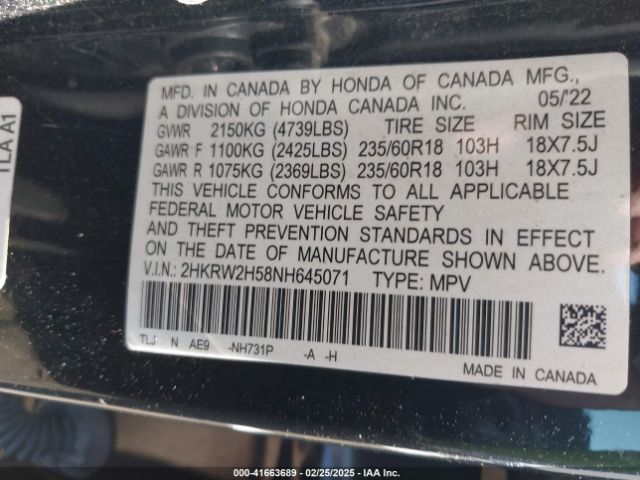 TLA A1
MFD. IN CANADA BY HONDA OF CANADA MFG.,
A DIVISION OF HONDA CANADA INC. 05/'22
GVWR 2150KG (4739LBS) TIRE SIZE RIM SIZE
GAWR F 1100KG (2425LBS) 235/60R18 103H 18X7.5J
GAWR R 1075KG (2369LBS) 235/60R18 103H 18X7.5J
THIS VEHICLE CONFORMS TO ALL APPLICABLE
FEDERAL MOTOR VEHICLE SAFETY
AND THEFT PREVENTION STANDARDS IN EFFECT
ON THE DATE OF MANUFACTURE SHOWN ABOVE.
V.I.N.: 2HKRW2H58NH645071 TYPE: MPV
TLJ N AE9 -NH731P -A -H
MADE IN CANADA
000-41663689 - 02/25/2025 - IAA Inc.